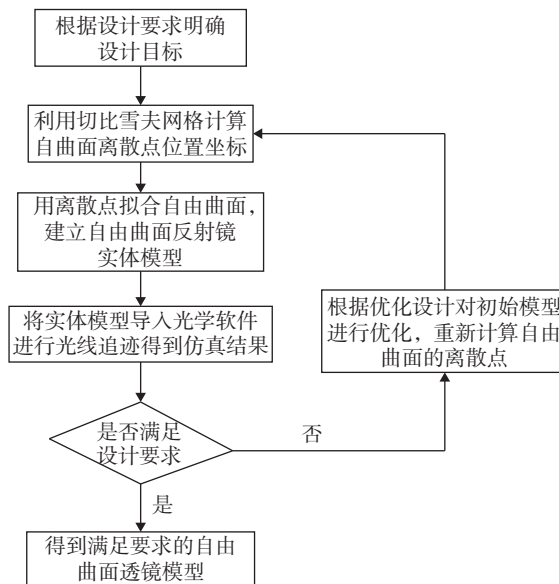 根据设计要求明确
设计目标
利用切比雪夫网格计算
自曲面离散点位置坐标
用离散点拟合自由曲面,
建立自由曲面反射镜
实体模型
将实体模型导入光学软件
进行光线追迹得到仿真结果
是否满足
设计要求
否
根据优化设计对初始模型
进行优化，重新计算自由
曲面的离散点
是
得到满足要求的自由
曲面透镜模型